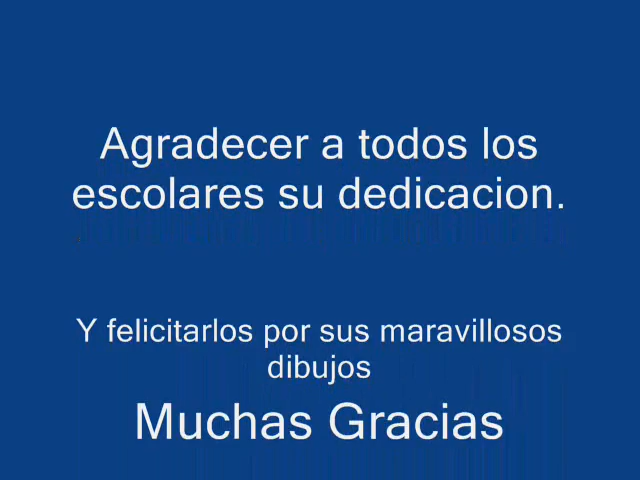 Agradecer a todos los
escolares su dedicacion.
Y felicitarlos por sus maravillosos
dibujos
Muchas Gracias